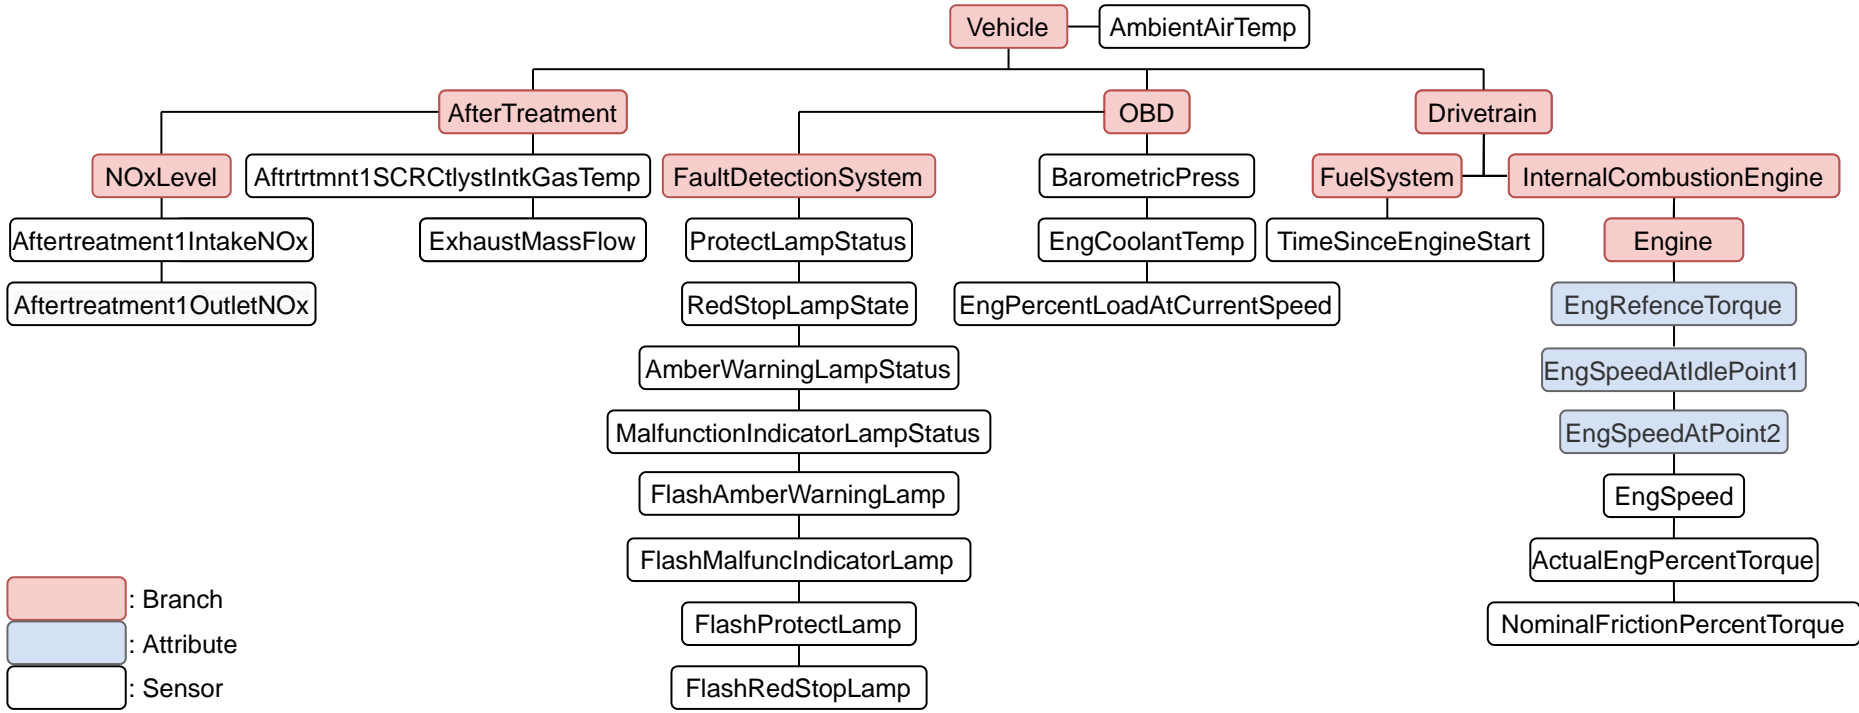 Vehicle
AmbientAirTemp
AfterTreatment
OBD
Drivetrain
NOxLevel
Aftrtrtmnt1SCRCtlystIntkGasTemp
FaultDetectionSystem
BarometricPress
FuelSystem
InternalCombustionEngine
Aftertreatment1IntakeNOx
ExhaustMassFlow
ProtectLampStatus
EngCoolantTemp
TimeSinceEngineStart
Engine
Aftertreatment1OutletNOx
RedStopLampState
EngPercentLoadAtCurrentSpeed
EngRefenceTorque
AmberWarningLampStatus
EngSpeedAtIdlePoint1
MalfunctionIndicatorLampStatus
EngSpeedAtPoint2
FlashAmberWarningLamp
EngSpeed
FlashMalfuncIndicatorLamp
ActualEngPercentTorque
: Branch
FlashProtectLamp
NominalFrictionPercentTorque
: Attribute
: Sensor
FlashRedStopLamp